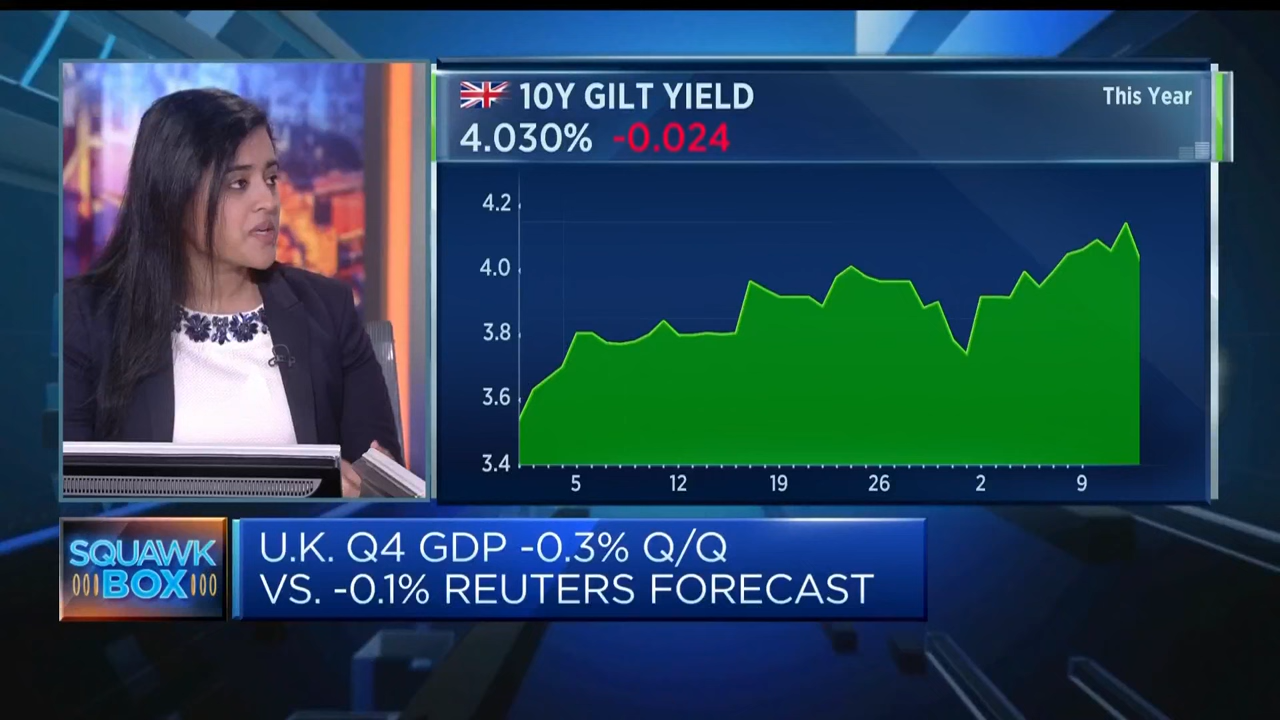 10Y GILT YIELD
This Year
4.030% -0.024
4.2
4.0
3.8
3.6
3.4
5 12 19 26 2 9
SQUAWK
BOX
U.K. Q4 GDP -0.3% Q/Q
VS. -0.1% REUTERS FORECAST